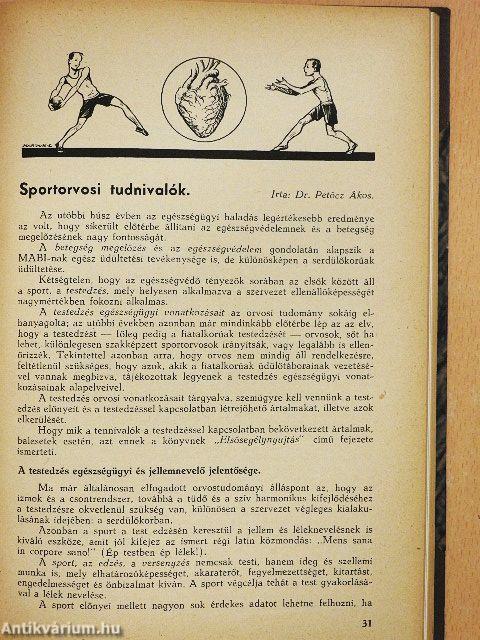 Sportorvosi tudnivalók.
Irta: Dr. Petőcz Ákos.
Az utóbbi húsz évben az egészségügyi haladás legértékesebb eredménye
az volt, hogy sikerült előtérbe állítani az egészségvédelemnek és a betegség
megelőzésének nagy fontosságát.
A betegség megelőzés és az egészségvédelem gondolatán alapszik a
MABI-nak egész üdültetési tevékenysége is, de különösképen a serdülőkorúak
üdültetése.
Kétségtelen, hogy az egészségvédő tényezők sorában az elsők között áll
a sport, a testedzés, mely helyesen alkalmazva a szervezet ellenállóképességét
nagymértékben fokozni alkalmas.
A testedzés egészségügyi vonatkozásait az orvosi tudomány sokáig el-
hanyagolta; az utóbbi években azonban már mindinkább előtérbe lép az az elv,
hogy a testedzést — főleg pedig a fiatalkorúak testedzését — orvosok, sőt ha
lehet, különlegesen szakképzett sportorvosok irányítsák, vagy legalább is ellen-
őrizzék. Tekintettel azonban arra, hogy orvos nem mindig áll rendelkezésre,
feltétlenül szükséges, hogy azok, akik a fiatalkorúak üdülőtáborainak vezetésé-
vel vannak megbízva, tájékozottak legyenek a testedzés egészségügyi vonat-
kozásainak alapelveivel.
A testedzés orvosi vonatkozásait tárgyalva, szemügyre kell vennünk a test-
edzés előnyeit és a testedzéssel kapcsolatban létrejöhető ártalmakat, illetve azok
elkerülését.
Hogy mik a tennivalók a testedzéssel kapcsolatban bekövetkezett ártalmak,
balesetek esetén, azt ennek a könyvnek „Elsősegélynyujtás" című fejezete
ismerteti.
A testedzés egészségügyi és jellemnevelő jelentősége.
Ma már általánosan elfogadott orvostudományi álláspont az, hogy az
izmok és a csontrendszer, továbbá a tüdő és a szív harmonikus kifejlődéséhez
a testedzésre okvetlenül szükség van, különösen a szervezet végleges kialaku-
lásának idejében: a serdülőkorban.
Azonban a sport a test edzésén keresztül a jellem és léleknevelésnek is
kiváló eszköze, amit jól kifejez az ismert régi latin közmondás: „Mens sana
in corpore sano!" (Ép testben ép lélek!).
A sport, az edzés, a versenyzés nemcsak testi, hanem ideg és szellemi
munka is, mely elhatározóképességet, akaraterőt, fegyelmezettséget, kitartást,
engedelmességet és önbizalmat kíván. A sport végcélja tehát a test gyakorlásá-
val a lélek nevelése.
A sport előnyei mellett nagyon sok érdekes adatot lehetne felhozni, ha
31
Antikvárium.hu